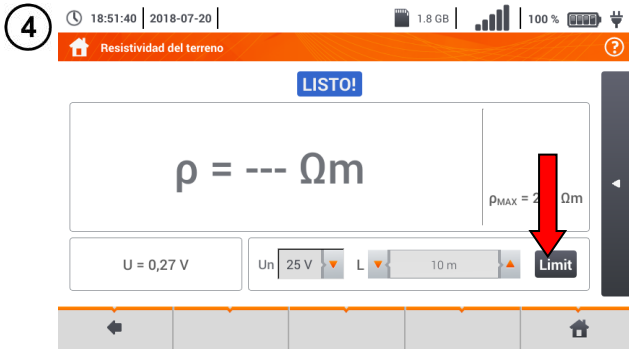 4
18:51:40 2018-07-20 1.8 GB 100 %
Resistividad del terreno ?
LISTO!
ρ = --- Ωm
ρMAX = 2 Ωm
U = 0,27 V
Un 25 V L 10 m Limit